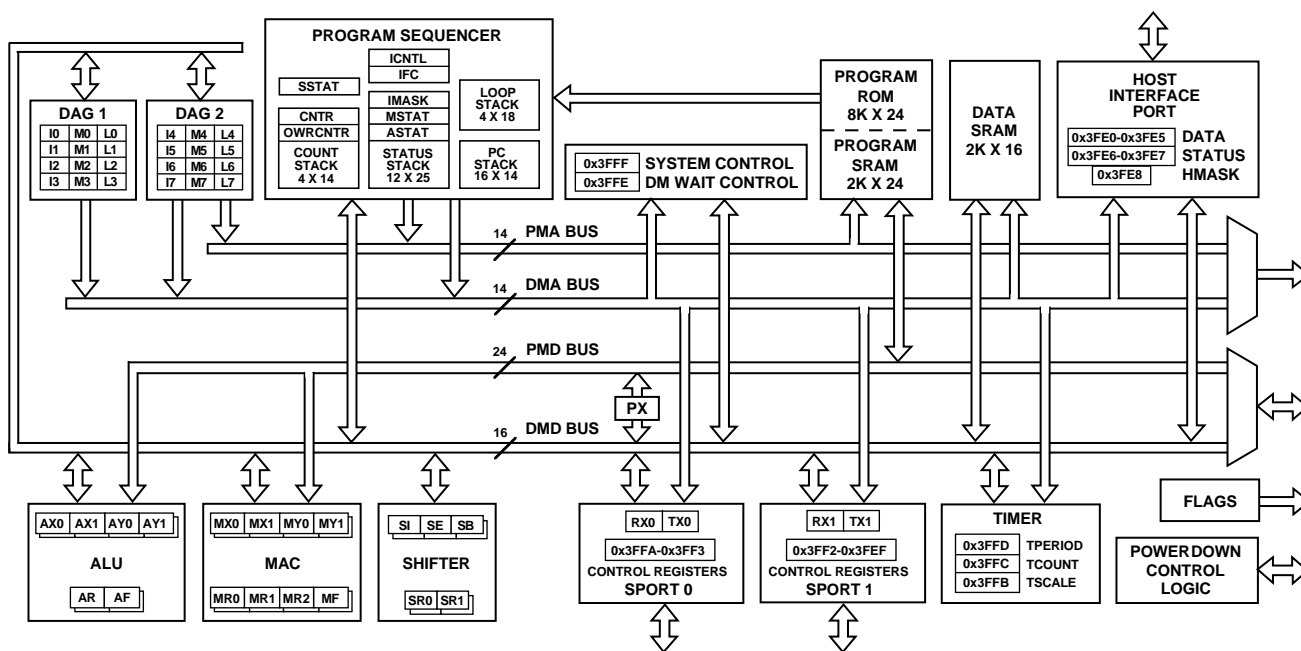 PROGRAM SEQUENCER
ICNTL
IFC
SSTAT
LOOP
STACK
4 X 18
CNTR
OWRCNTR
COUNT
STACK
4 X 14
IMASK
MSTAT
ASTAT
STATUS
STACK
12 X 25
PC
STACK
16 X 14
DAG 1
I0 M0 L0
I1 M1 L1
I2 M2 L2
I3 M3 L3
DAG 2
I4 M4 L4
I5 M5 L5
I6 M6 L6
I7 M7 L7
0x3FFF SYSTEM CONTROL
0x3FFE DM WAIT CONTROL
PROGRAM
ROM
8K X 24
PROGRAM
SRAM
2K X 24
DATA
SRAM
2K X 16
HOST
INTERFACE
PORT
0x3FE0-0x3FE5 DATA
0x3FE6-0x3FE7 STATUS
0x3FE8 HMASK
14 PMA BUS
14 DMA BUS
24 PMD BUS
PX
16 DMD BUS
AX0 AX1 AY0 AY1
ALU
AR AF
MX0 MX1 MY0 MY1
MAC
MR0 MR1 MR2 MF
SI SE SB
SHIFTER
SR0 SR1
RX0 TX0
0x3FFA-0x3FF3
CONTROL REGISTERS
SPORT 0
RX1 TX1
0x3FF2-0x3FEF
CONTROL REGISTERS
SPORT 1
TIMER
0x3FFD TPERIOD
0x3FFC TCOUNT
0x3FFB TSCALE
FLAGS
POWERDOWN
CONTROL
LOGIC